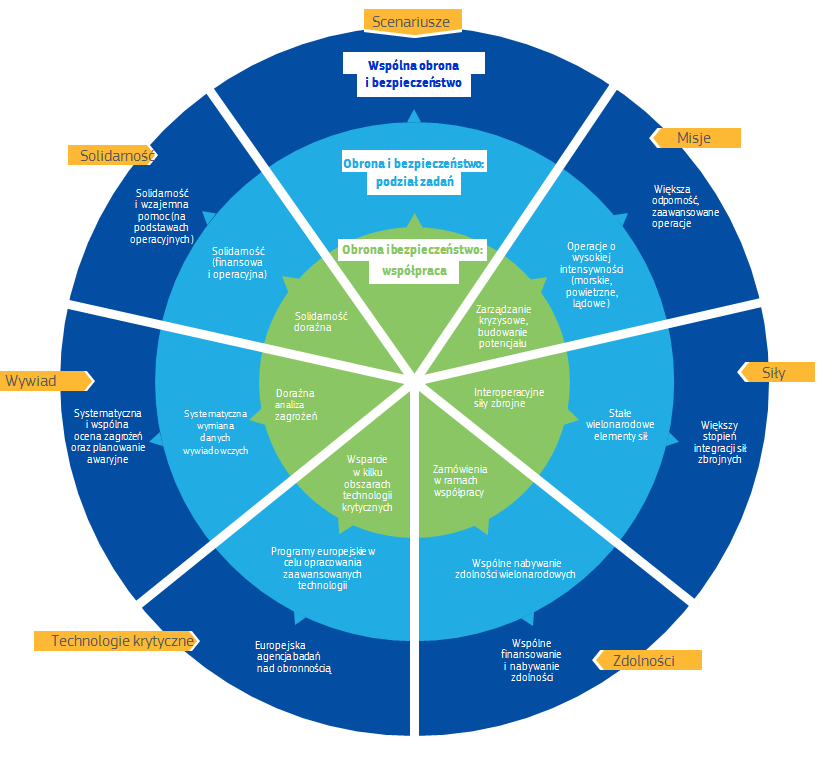 Scenariusze
Wspólna obrona
i bezpieczeństwo
Obrona i bezpieczeństwo:
podział zadań
Obrona i bezpieczeństwo:
współpraca
Misje
Większa
odporność,
zaawansowane
operacje
Operacje o
wysokiej
intensywności
(morskie,
powietrzne,
lądowe)
Zarządzanie
kryzysowe,
budowanie
potencjału
Siły
Większy
stopień
integracji sił
zbrojnych
Stałe
wielonarodowe
elementy sił
Interoperacyjne
siły zbrojne
Zdolności
Wspólne
finansowanie
i nabywanie
zdolności
Wspólne nabywanie
zdolności wielonarodowych
Zamówienia
w ramach
współpracy
Technologie krytyczne
Europejska
agencja badań
nad obronnością
Programy europejskie w
celu opracowania
zaawansowanych
technologii
Wsparcie
w kilku
obszarach
technologii
krytycznych
Wywiad
Systematyczna
i wspólna
ocena zagrożeń
oraz planowanie
awaryjne
Systematyczna
wymiana
danych
wywiadowczych
Doraźna
analiza
zagrożeń
Solidarność
Solidarność
i wzajemna
pomoc (na
podstawach
operacyjnych)
Solidarność
(finansowa
i operacyjna)
Solidarność
doraźna